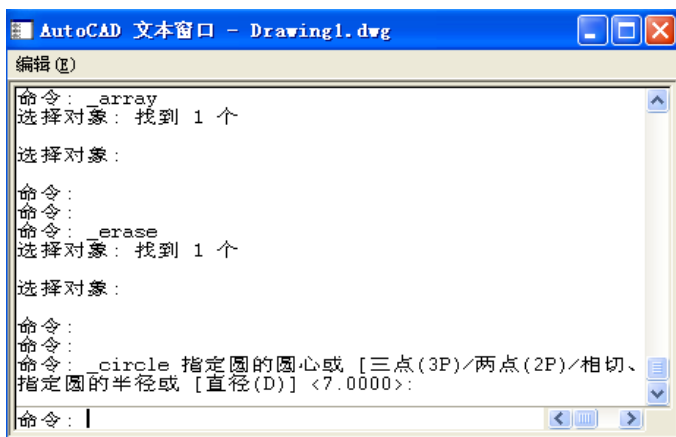 AutoCAD 文本窗口 - Drawing1.dwg
编辑(E)
命令: _array
选择对象: 找到 1 个
选择对象:
命令:
命令:
命令: _erase
选择对象: 找到 1 个
选择对象:
命令:
命令:
命令: _circle 指定圆的圆心或 [三点(3P)/两点(2P)/相切、
指定圆的半径或 [直径(D)] <7.0000>:
命令: